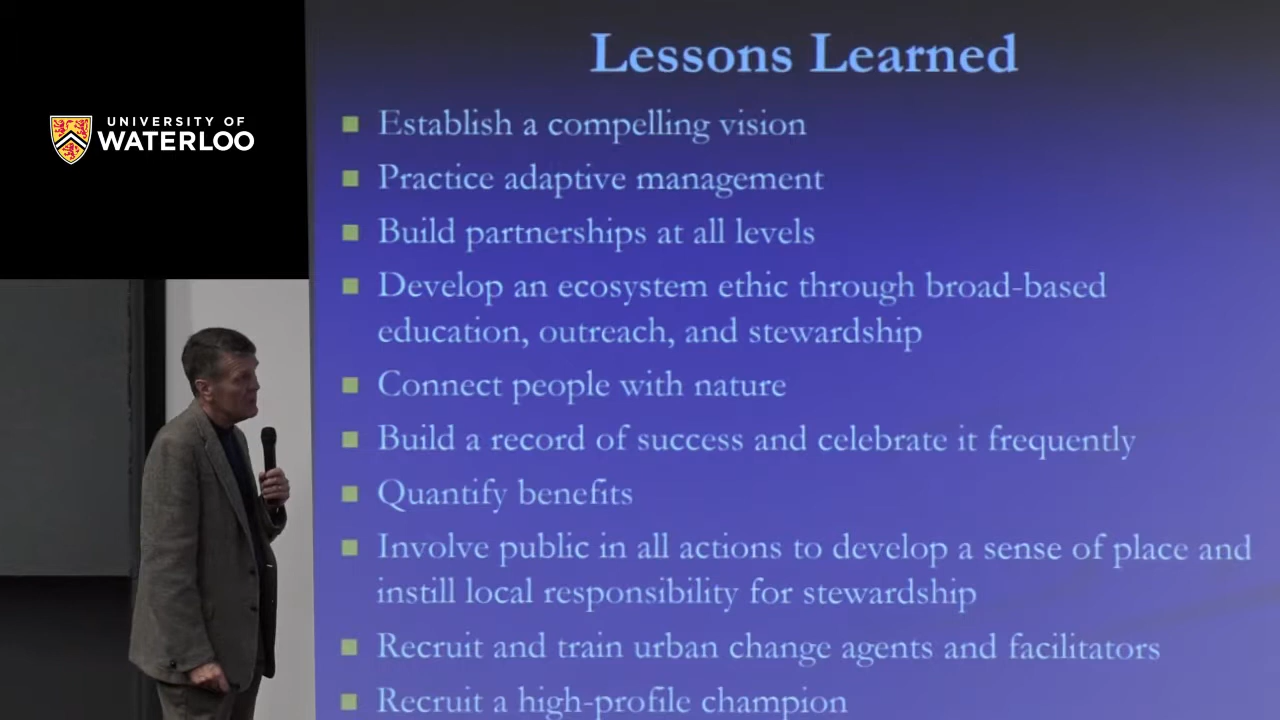 UNIVERSITY OF
WATERLOO
Lessons Learned
Establish a compelling vision
Practice adaptive management
Build partnerships at all levels
Develop an ecosystem ethic through broad-based
education, outreach, and stewardship
Connect people with nature
Build a record of success and celebrate it frequently
Quantify benefits
Involve public in all actions to develop a sense of place and
instill local responsibility for stewardship
Recruit and train urban change agents and facilitators
Recruit a high-profile champion